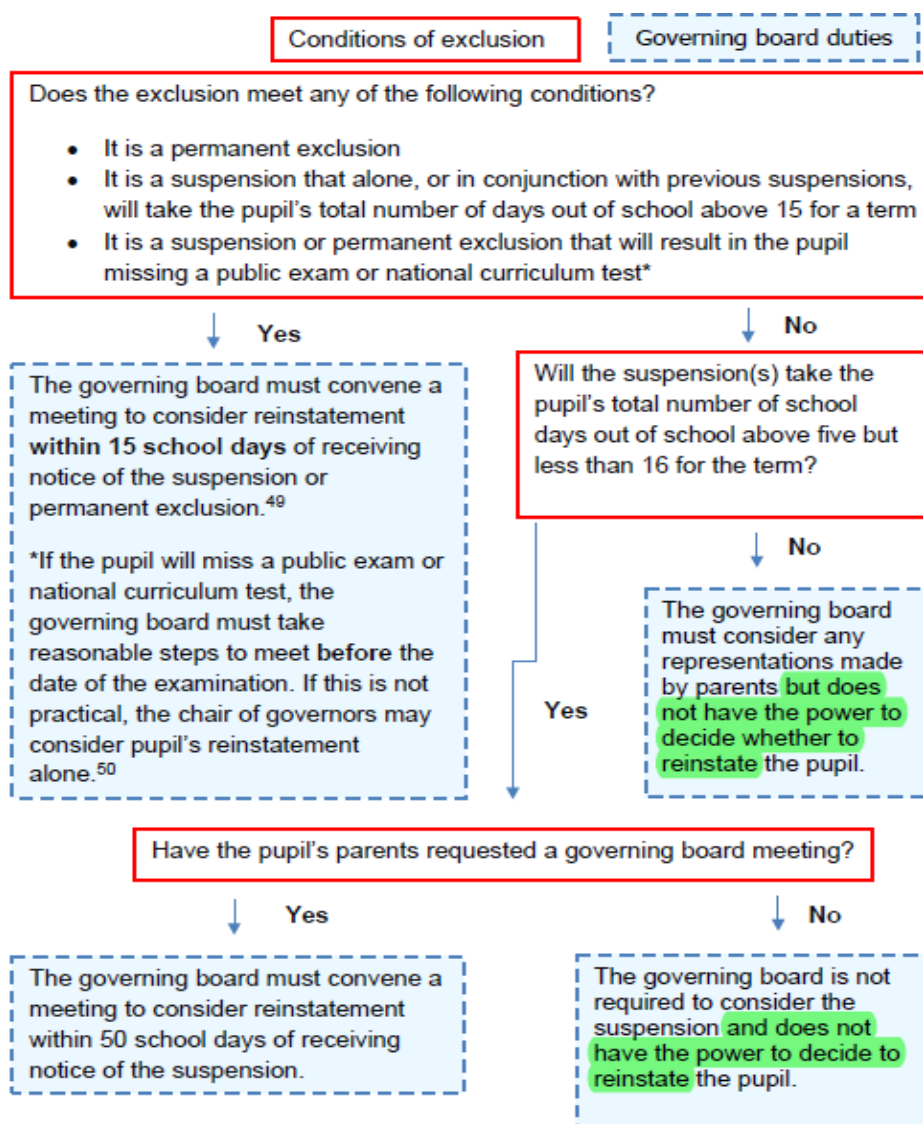 Conditions of exclusion
Governing board duties
Does the exclusion meet any of the following conditions?
• It is a permanent exclusion
• It is a suspension that alone, or in conjunction with previous suspensions,
will take the pupil's total number of days out of school above 15 for a term
• It is a suspension or permanent exclusion that will result in the pupil
missing a public exam or national curriculum test*
Yes
No
The governing board must convene a
meeting to consider reinstatement
within 15 school days of receiving
notice of the suspension or
permanent exclusion.49
*If the pupil will miss a public exam or
national curriculum test, the
governing board must take
reasonable steps to meet before the
date of the examination. If this is not
practical, the chair of governors may
consider pupil's reinstatement
alone.50
Will the suspension(s) take the
pupil's total number of school
days out of school above five but
less than 16 for the term?
No
The governing board
must consider any
representations made
by parents but does
not have the power to
decide whether to
reinstate the pupil.
Yes
Have the pupil's parents requested a governing board meeting?
Yes
No
The governing board must convene a
meeting to consider reinstatement
within 50 school days of receiving
notice of the suspension.
The governing board is not
required to consider the
suspension and does not
have the power to decide to
reinstate the pupil.